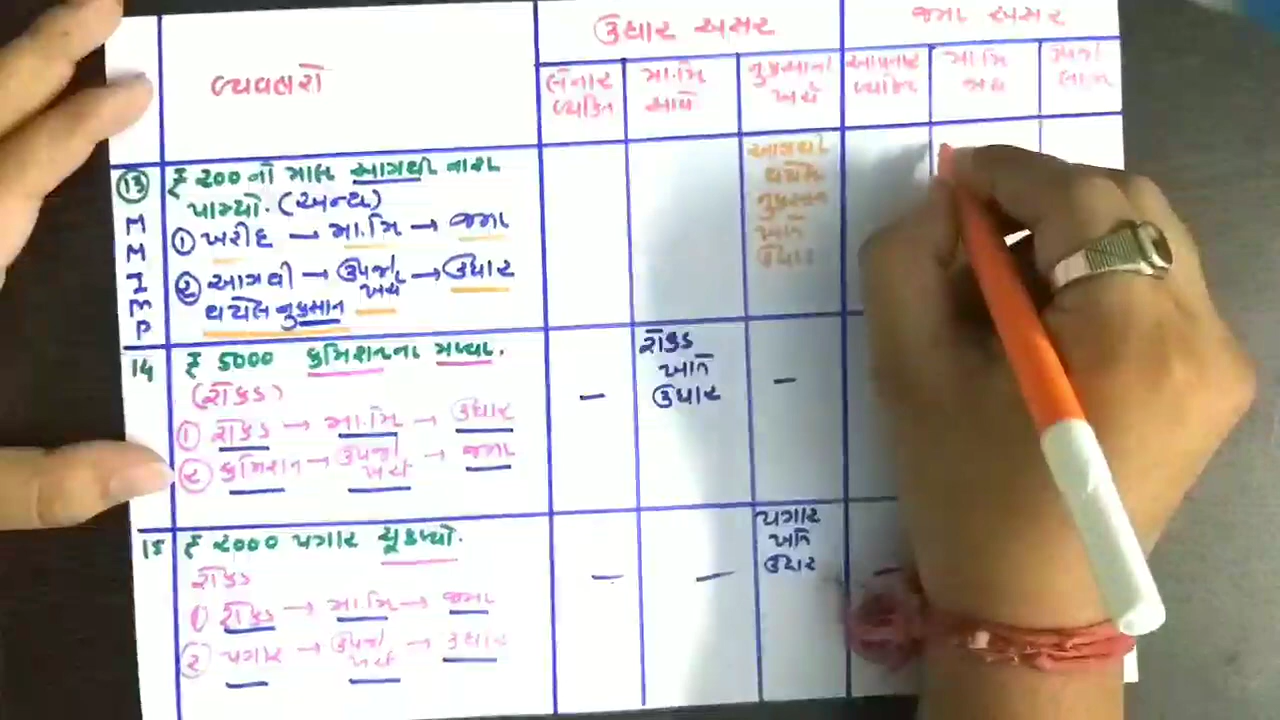 ઉધાર અસર
જમા અસર
વ્યવહારો
લેનાર
વ્યક્તિ
મા.મિ
આવે
નુકસાન
ખર્ચ
આપનાર
વ્યક્તિ
મા.મિ
જાય
ઉપજ
લાભ
13 ₹ 200 નો માલ આગથી નાશ
પામ્યો. (અન્ય)
① ખરીદ → મા.મિ → જમા
② આગથી → ઉપજ/ → ઉધાર
ખર્ચ
થયેલ નુકસાન
M
M
I
M
P
આગથી
થયેલ
નુકસાન
ખાતે
ઉધાર
14 ₹ 5000 કમિશનના મળ્યા.
(રોકડ)
① રોકડ → મા.મિ → ઉધાર
② કમિશન → ઉપજ/ → જમા
ખર્ચ
—
રોકડ
ખાતે
ઉધાર
—
15 ₹ 2000 પગાર ચૂકવ્યો.
રોકડ
① રોકડ → મા.મિ → જમા
② પગાર → ઉપજ/ → ઉધાર
ખર્ચ
—
—
પગાર
ખાતે
ઉધાર
—